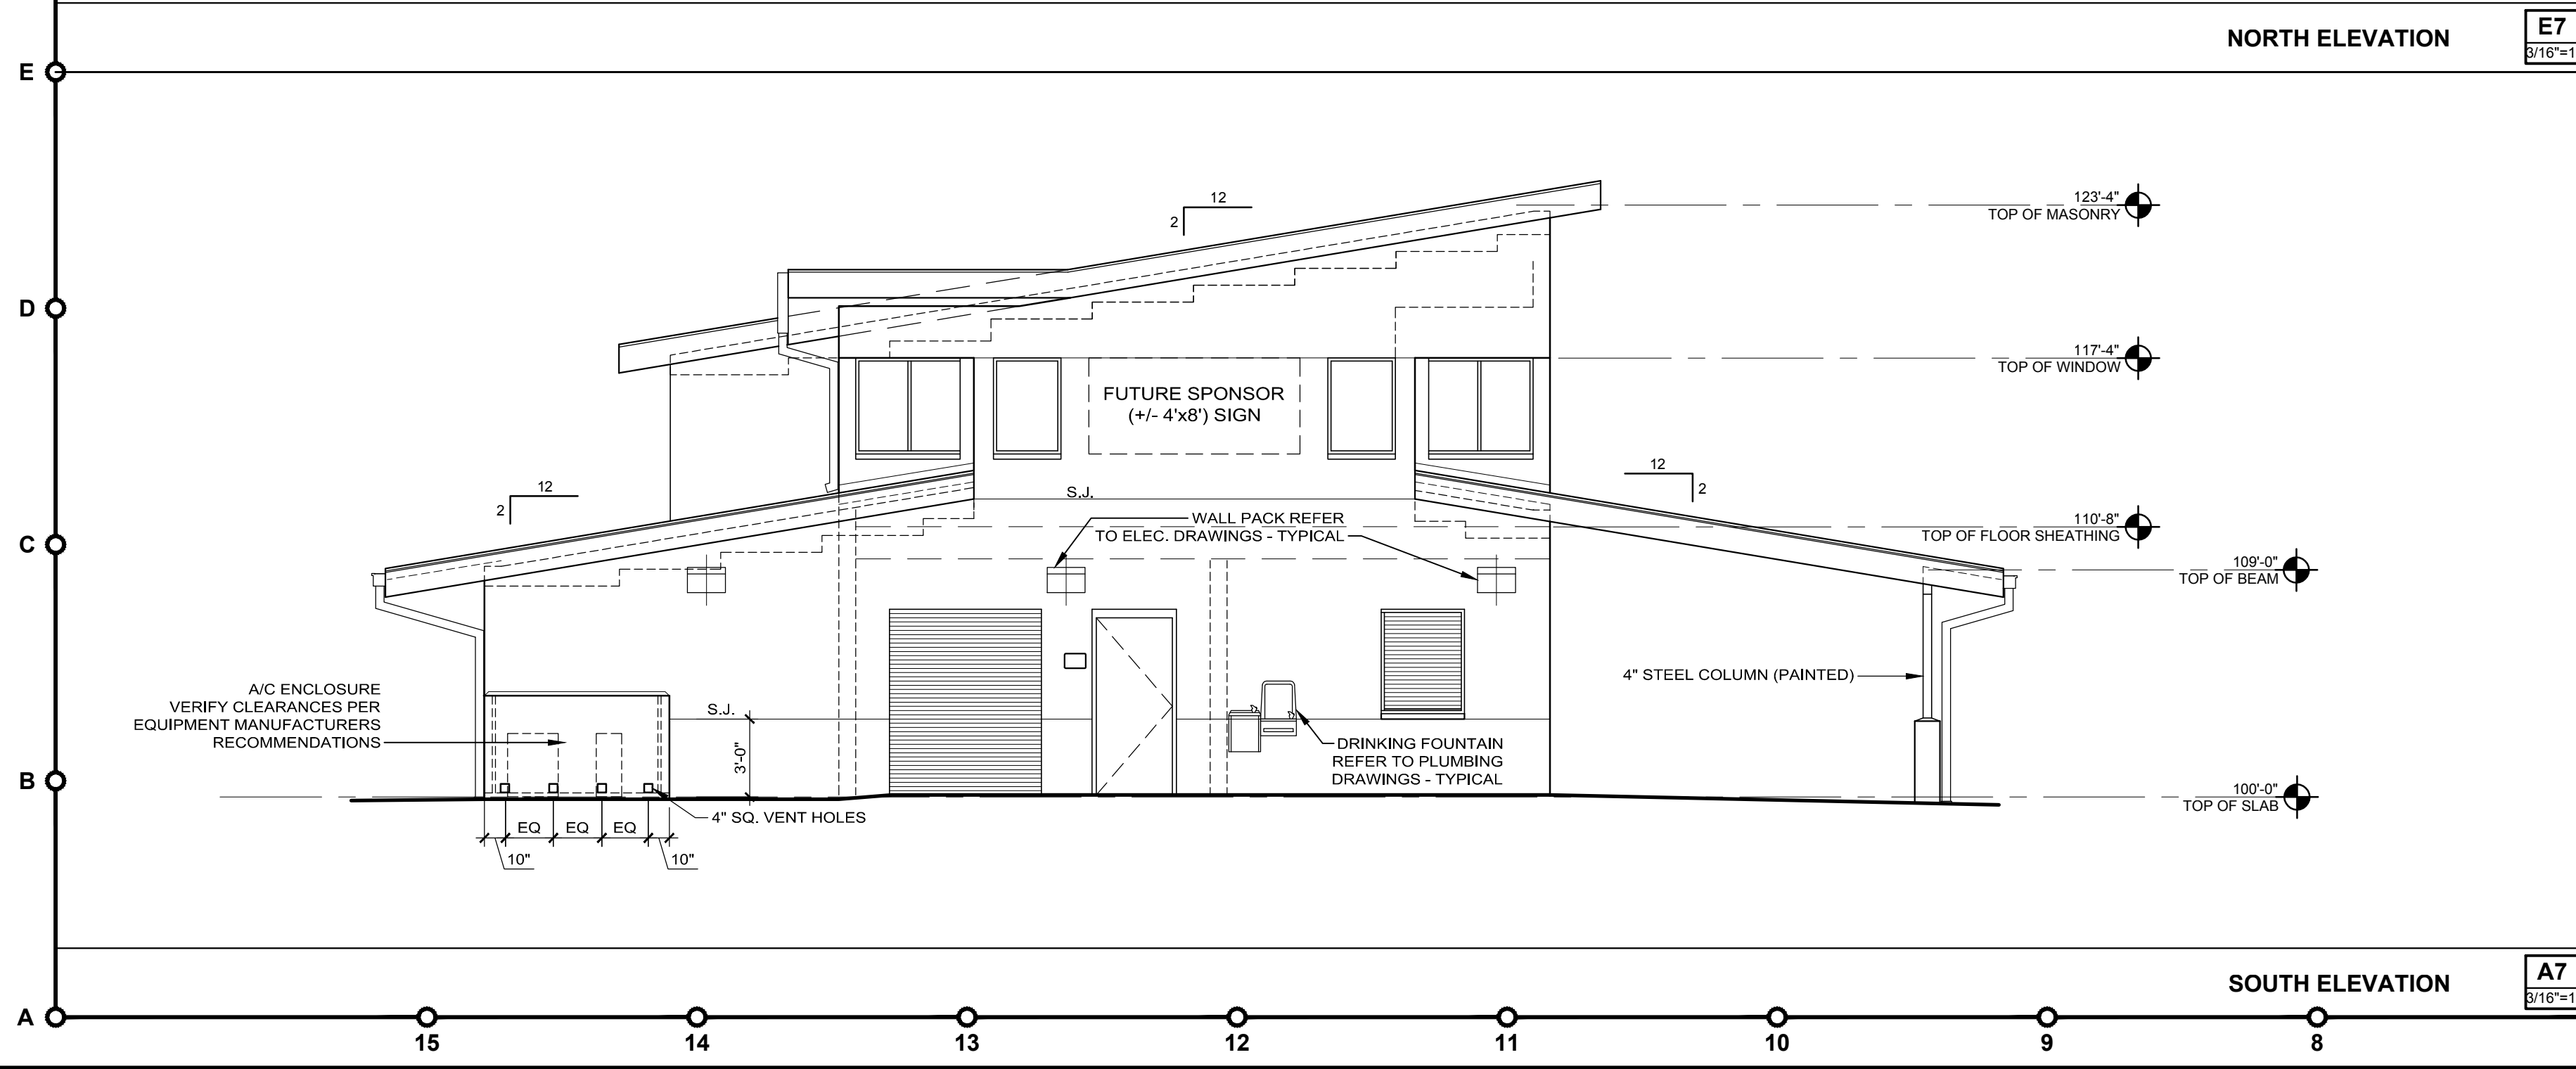 NORTH ELEVATION
E7
3/16"=1
E
12
2
123'-4"
TOP OF MASONRY
D
117'-4"
TOP OF WINDOW
FUTURE SPONSOR
(+/- 4'x8') SIGN
12
2
12
2
S.J.
WALL PACK REFER
TO ELEC. DRAWINGS - TYPICAL
110'-8"
TOP OF FLOOR SHEATHING
C
109'-0"
TOP OF BEAM
4" STEEL COLUMN (PAINTED)
A/C ENCLOSURE
VERIFY CLEARANCES PER
EQUIPMENT MANUFACTURERS
RECOMMENDATIONS
S.J.
3'-0"
DRINKING FOUNTAIN
REFER TO PLUMBING
DRAWINGS - TYPICAL
B
100'-0"
TOP OF SLAB
4" SQ. VENT HOLES
EQ EQ EQ
10" 10"
SOUTH ELEVATION
A7
3/16"=1
A
15 14 13 12 11 10 9 8